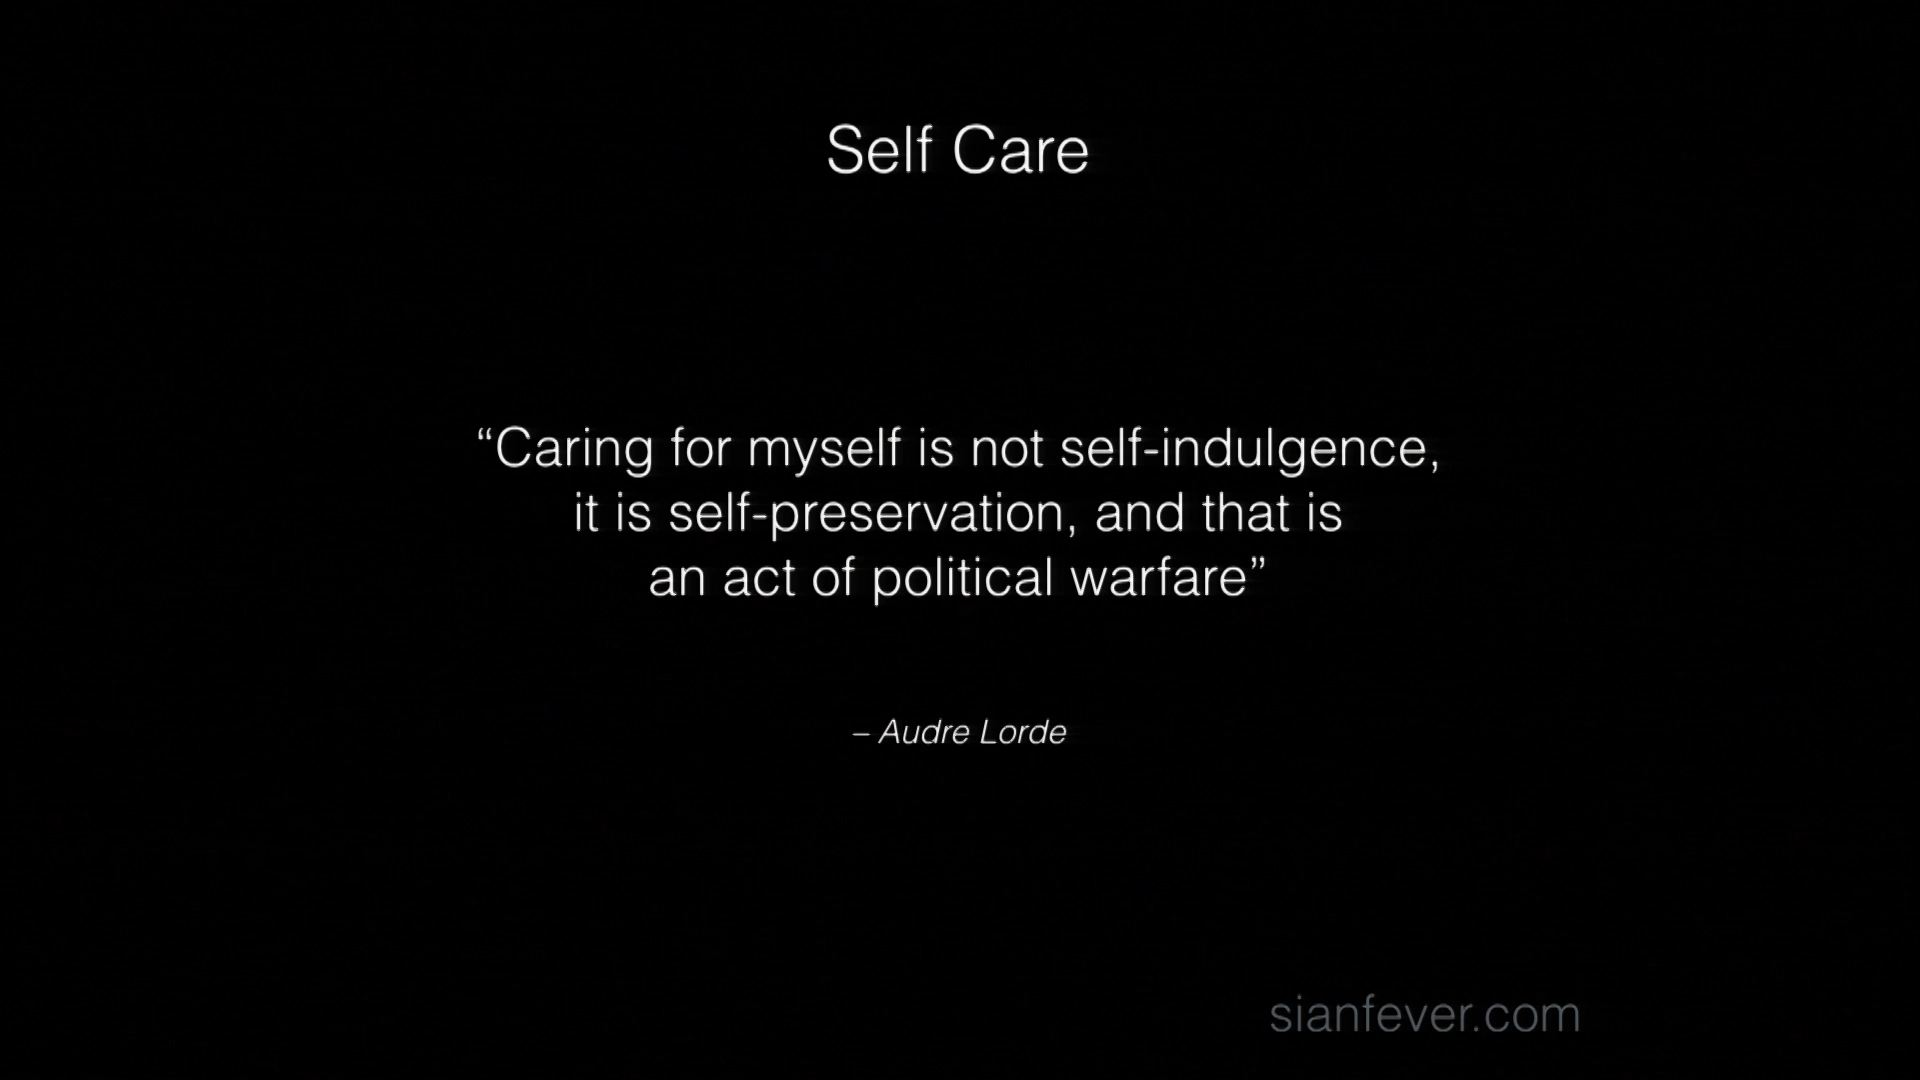 Self Care
“Caring for myself is not self-indulgence,
it is self-preservation, and that is
an act of political warfare”
– Audre Lorde
sianfever.com